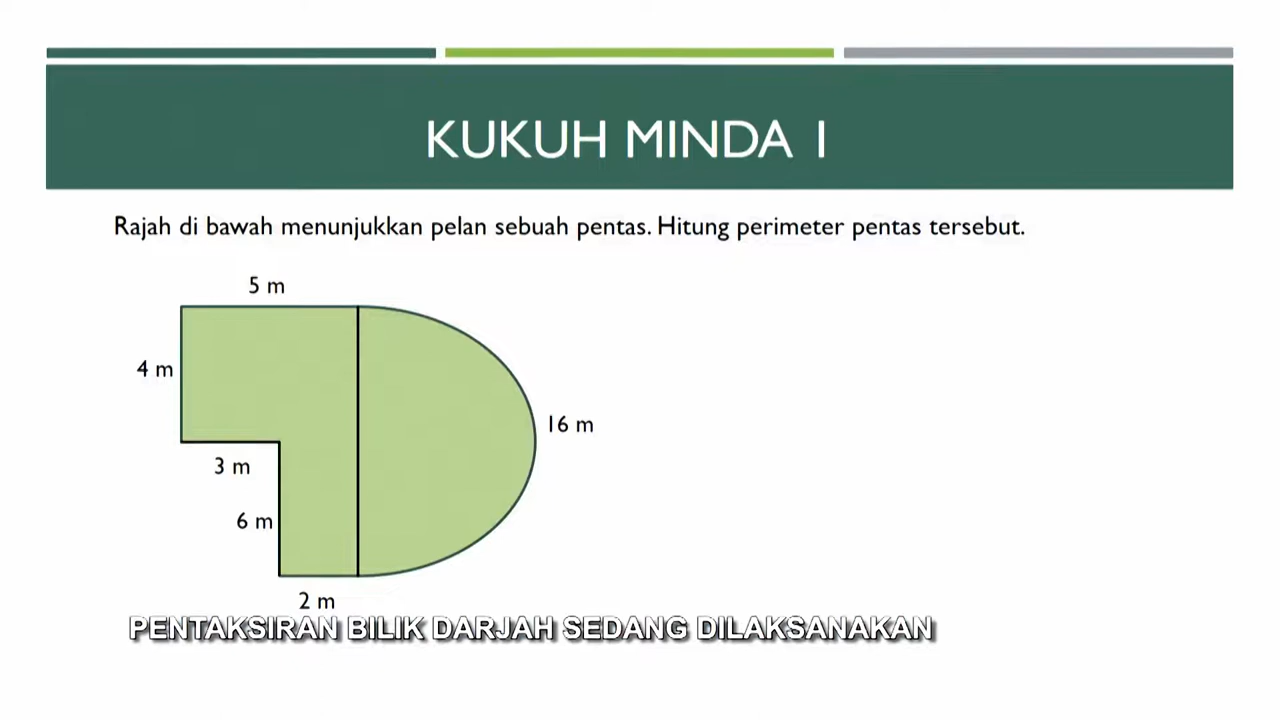 KUKUH MINDA 1
Rajah di bawah menunjukkan pelan sebuah pentas. Hitung perimeter pentas tersebut.
5 m
4 m
16 m
3 m
6 m
2 m
PENTAKSIRAN BILIK DARJAH SEDANG DILAKSANAKAN